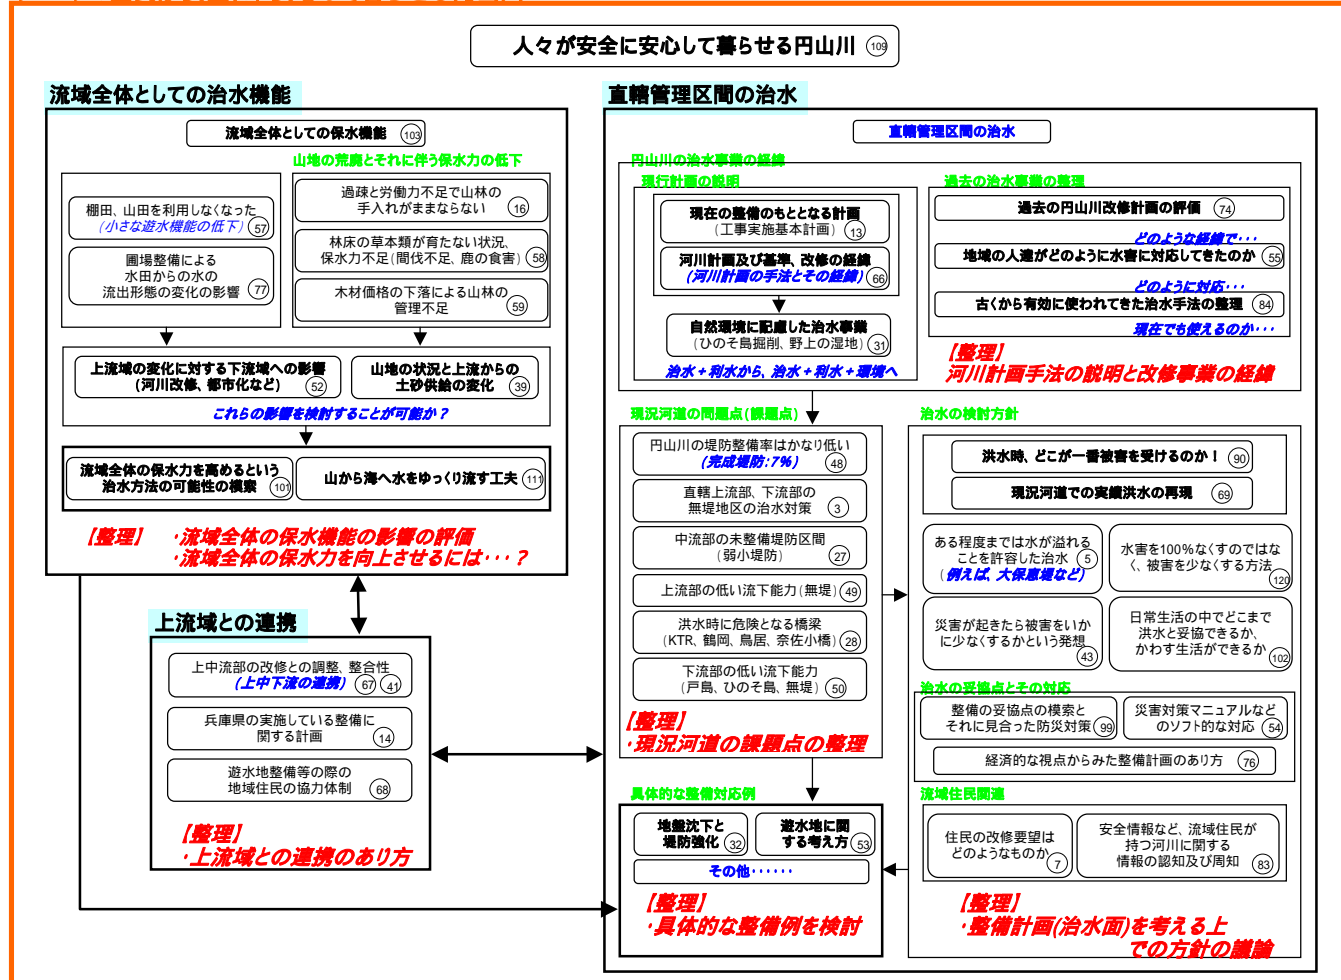 人々が安全に安心して暮らせる円山川 109
流域全体としての治水機能
流域全体としての保水機能 103
山地の荒廃とそれに伴う保水力の低下
棚田、山田を利用しなくなった
(小さな遊水機能の低下) 57
圃場整備による
水田からの水の
流出形態の変化の影響 77
過疎と労働力不足で山林の
手入れがままならない 16
林床の草本類が育たない状況、
保水力不足(間伐不足、鹿の食害) 58
木材価格の下落による山林の
管理不足 59
上流域の変化に対する下流域への影響
(河川改修、都市化など) 52
山地の状況と上流からの
土砂供給の変化 39
これらの影響を検討することが可能か?
流域全体の保水力を高めるという
治水方法の可能性の模索 101
山から海へ水をゆっくり流す工夫 111
【整理】 ・流域全体の保水機能の影響の評価
・流域全体の保水力を向上させるには・・・?
上流域との連携
上中流部の改修との調整、整合性
(上中下流の連携) 67 41
兵庫県の実施している整備に
関する計画 14
遊水地整備等の際の
地域住民の協力体制 68
【整理】
・上流域との連携のあり方
直轄管理区間の治水
直轄管理区間の治水
円山川の治水事業の経緯
現行計画の説明
現在の整備のもととなる計画
(工事実施基本計画) 13
河川計画及び基準、改修の経緯
(河川計画の手法とその経緯) 66
自然環境に配慮した治水事業
(ひのそ島掘削、野上の湿地) 31
治水+利水から、治水+利水+環境へ
過去の治水事業の整理
過去の円山川改修計画の評価 74
どのような経緯で・・・
地域の人達がどのように水害に対応してきたのか 55
どのように対応・・・
古くから有効に使われてきた治水手法の整理 84
現在でも使えるのか・・・
【整理】
河川計画手法の説明と改修事業の経緯
現況河道の問題点(課題点)
円山川の堤防整備率はかなり低い
(完成堤防:7%) 48
直轄上流部、下流部の
無堤地区の治水対策 3
中流部の未整備堤防区間
(弱小堤防) 27
上流部の低い流下能力(無堤) 49
洪水時に危険となる橋梁
(KTR、鶴岡、鳥居、奈佐小橋) 28
下流部の低い流下能力
(戸島、ひのそ島、無堤) 50
【整理】
・現況河道の課題点の整理
治水の検討方針
洪水時、どこが一番被害を受けるのか! 90
現況河道での実績洪水の再現 69
ある程度までは水が溢れる
ことを許容した治水 5
(例えば、大保恵堤など)
水害を100%なくすのではな
く、被害を少なくする方法
120
災害が起きたら被害をいか
に少なくするかという発想
43
日常生活の中でどこまで
洪水と妥協できるか、
かわす生活ができるか 102
治水の妥協点とその対応
整備の妥協点の模索と
それに見合った防災対策 99
災害対策マニュアルなど
のソフト的な対応 54
経済的な視点からみた整備計画のあり方 76
流域住民関連
住民の改修要望は
どのようなものか 7
安全情報など、流域住民が
持つ河川に関する
情報の認知及び周知 83
【整理】
・整備計画(治水面)を考える上
での方針の議論
具体的な整備対応例
地盤沈下と
堤防強化 32
遊水地に関
する考え方 53
その他・・・・・・
【整理】
・具体的な整備例を検討